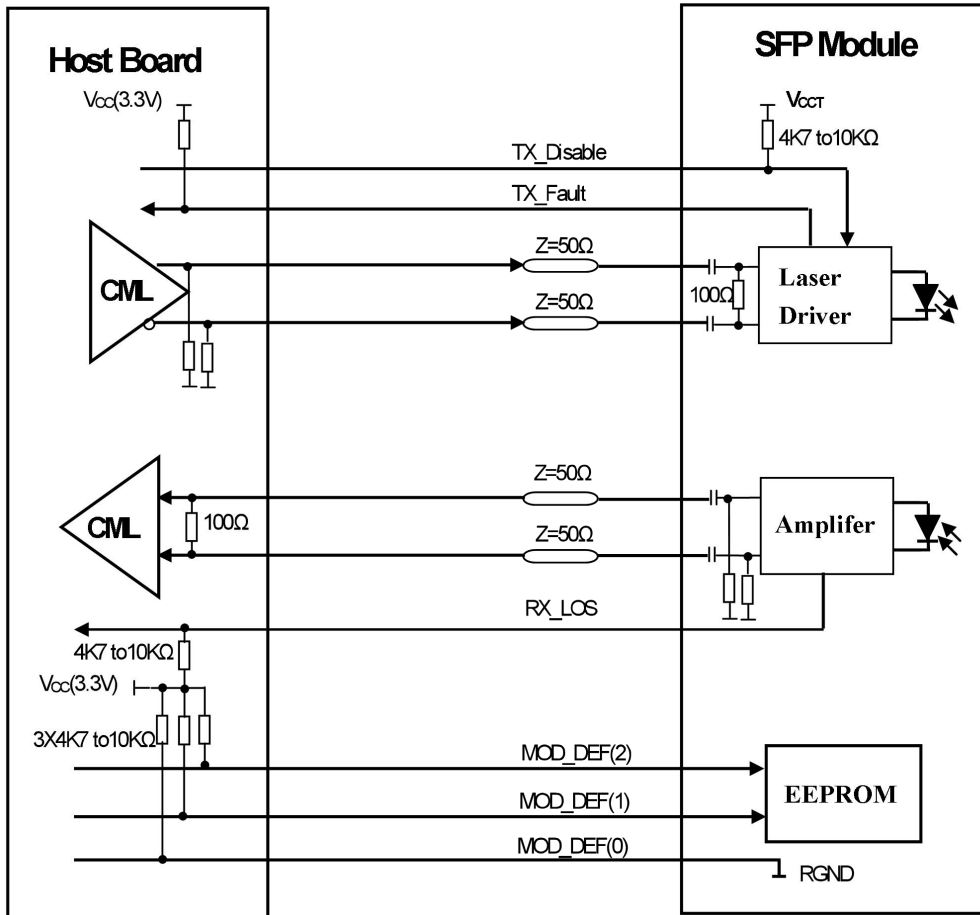 Host Board
SFP Module
VCC(3.3V)
VCCT
4K7 to10KΩ
TX_Disable
TX_Fault
Z=50Ω
CML
100Ω
Laser
Driver
Z=50Ω
Z=50Ω
CML
100Ω
Z=50Ω
Amplifer
RX_LOS
4K7 to10KΩ
VCC(3.3V)
3X4K7 to10KΩ
MOD_DEF(2)
EEPROM
MOD_DEF(1)
MOD_DEF(0)
RGND